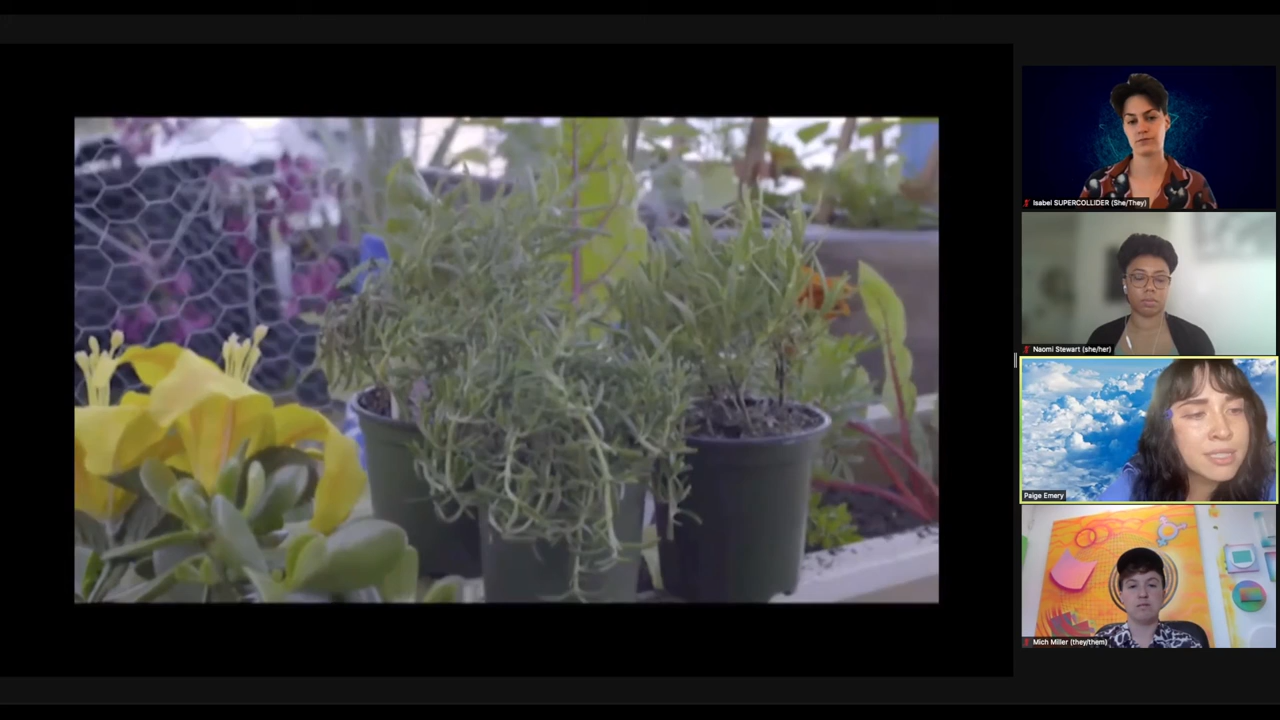 Isabel SUPERCOLLIDER (She/They)
Naomi Stewart (she/her)
Paige Emery
Mich Miller (they/them)